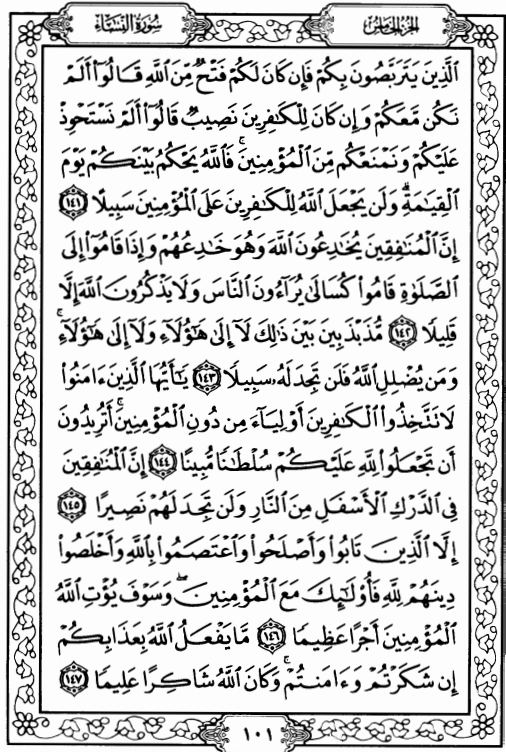 سُورَةُ النِّسَاءِ
الجزء الخامس
ٱلَّذِينَ يَتَرَبَّصُونَ بِكُمْ فَإِن كَانَ لَكُمْ فَتْحٌ مِّنَ ٱللَّهِ قَالُوٓا۟ أَلَمْ
نَكُن مَّعَكُمْ وَإِن كَانَ لِلْكَـٰفِرِينَ نَصِيبٌ قَالُوٓا۟ أَلَمْ نَسْتَحْوِذْ
عَلَيْكُمْ وَنَمْنَعْكُم مِّنَ ٱلْمُؤْمِنِينَ ۚ فَٱللَّهُ يَحْكُمُ بَيْنَكُمْ يَوْمَ
ٱلْقِيَـٰمَةِ ۗ وَلَن يَجْعَلَ ٱللَّهُ لِلْكَـٰفِرِينَ عَلَى ٱلْمُؤْمِنِينَ سَبِيلًا ١٤١
إِنَّ ٱلْمُنَـٰفِقِينَ يُخَـٰدِعُونَ ٱللَّهَ وَهُوَ خَـٰدِعُهُمْ وَإِذَا قَامُوٓا۟ إِلَى
ٱلصَّلَوٰةِ قَامُوا۟ كُسَالَىٰ يُرَآءُونَ ٱلنَّاسَ وَلَا يَذْكُرُونَ ٱللَّهَ إِلَّا
قَلِيلًا ١٤٢ مُّذَبْذَبِينَ بَيْنَ ذَٰلِكَ لَآ إِلَىٰ هَـٰٓؤُلَآءِ وَلَآ إِلَىٰ هَـٰٓؤُلَآءِ ۚ
وَمَن يُضْلِلِ ٱللَّهُ فَلَن تَجِدَ لَهُۥ سَبِيلًا ١٤٣ يَـٰٓأَيُّهَا ٱلَّذِينَ ءَامَنُوا۟
لَا تَتَّخِذُوا۟ ٱلْكَـٰفِرِينَ أَوْلِيَآءَ مِن دُونِ ٱلْمُؤْمِنِينَ ۚ أَتُرِيدُونَ
أَن تَجْعَلُوا۟ لِلَّهِ عَلَيْكُمْ سُلْطَـٰنًا مُّبِينًا ١٤٤ إِنَّ ٱلْمُنَـٰفِقِينَ
فِى ٱلدَّرْكِ ٱلْأَسْفَلِ مِنَ ٱلنَّارِ وَلَن تَجِدَ لَهُمْ نَصِيرًا ١٤٥
إِلَّا ٱلَّذِينَ تَابُوا۟ وَأَصْلَحُوا۟ وَٱعْتَصَمُوا۟ بِٱللَّهِ وَأَخْلَصُوا۟
دِينَهُمْ لِلَّهِ فَأُو۟لَـٰٓئِكَ مَعَ ٱلْمُؤْمِنِينَ ۖ وَسَوْفَ يُؤْتِ ٱللَّهُ
ٱلْمُؤْمِنِينَ أَجْرًا عَظِيمًا ١٤٦ مَّا يَفْعَلُ ٱللَّهُ بِعَذَابِكُمْ
إِن شَكَرْتُمْ وَءَامَنتُمْ ۚ وَكَانَ ٱللَّهُ شَاكِرًا عَلِيمًا ١٤٧
١٠١